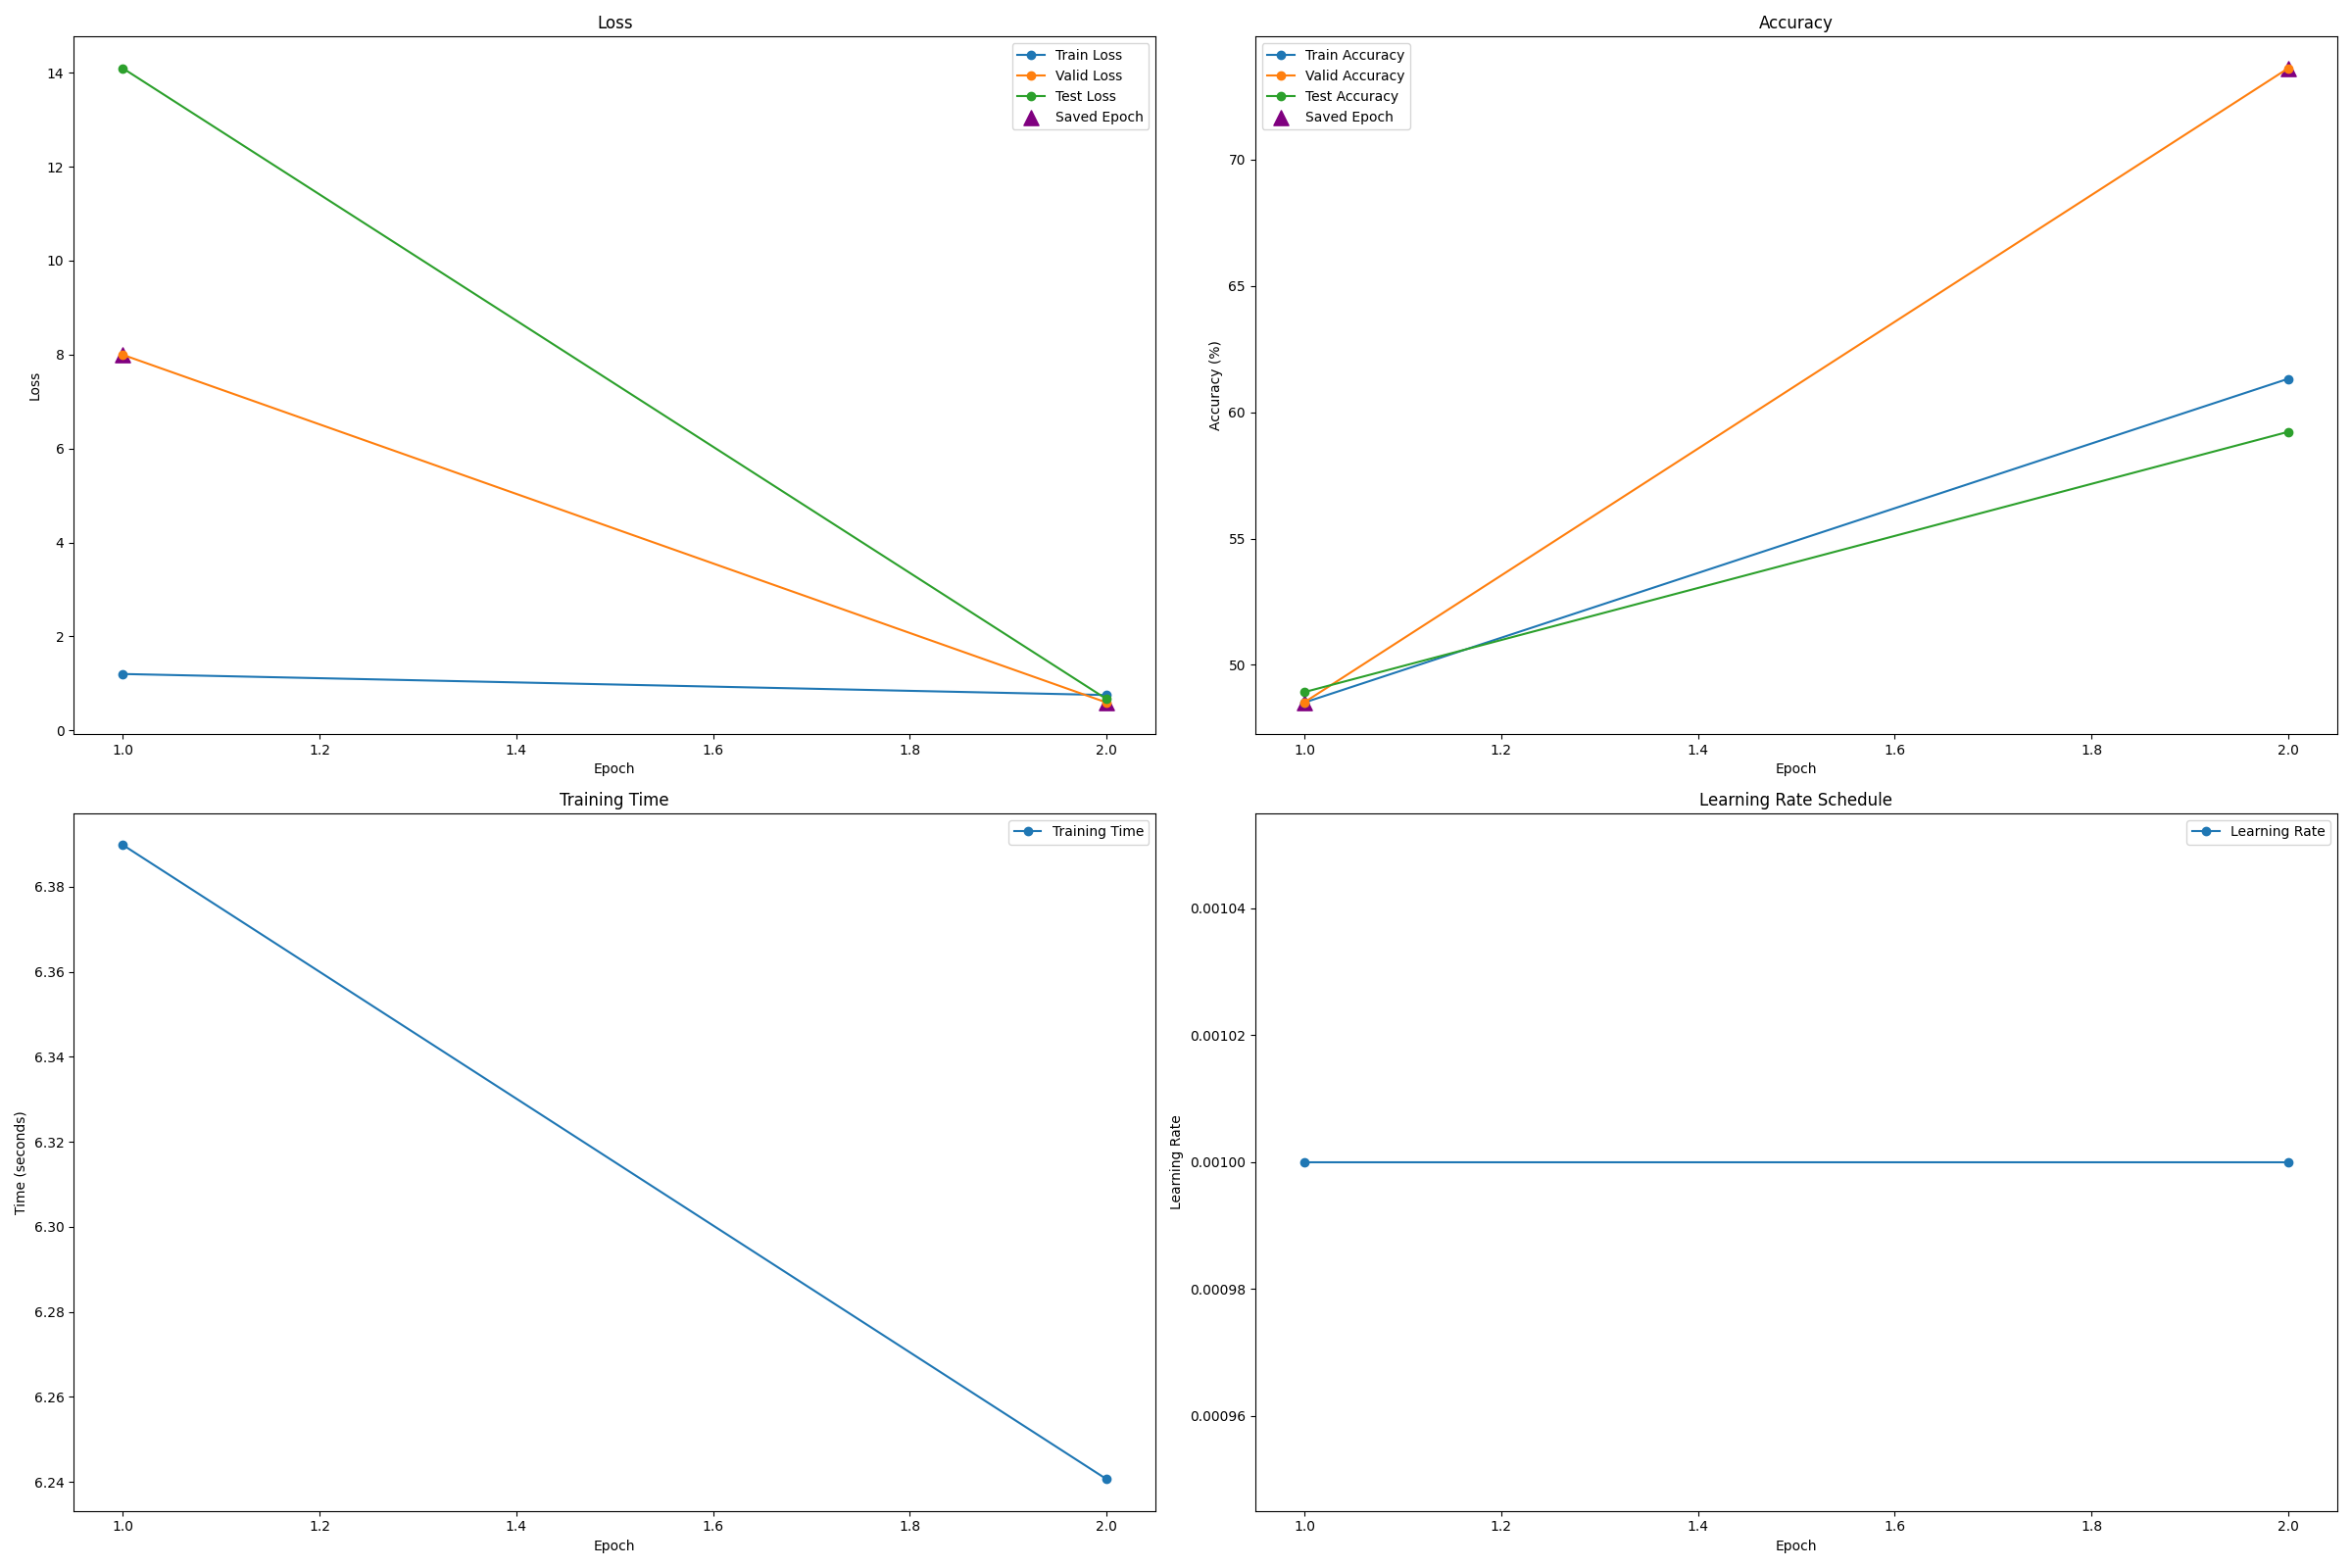 Loss
Train Loss
Valid Loss
Test Loss
Saved Epoch
14
12
10
8
6
4
2
0
Loss
1.0 1.2 1.4 1.6 1.8 2.0
Epoch
Accuracy
Train Accuracy
Valid Accuracy
Test Accuracy
Saved Epoch
70
65
60
55
50
Accuracy (%)
1.0 1.2 1.4 1.6 1.8 2.0
Epoch
Training Time
Training Time
6.38
6.36
6.34
6.32
6.30
6.28
6.26
6.24
Time (seconds)
1.0 1.2 1.4 1.6 1.8 2.0
Epoch
Learning Rate Schedule
Learning Rate
0.00104
0.00102
0.00100
0.00098
0.00096
Learning Rate
1.0 1.2 1.4 1.6 1.8 2.0
Epoch